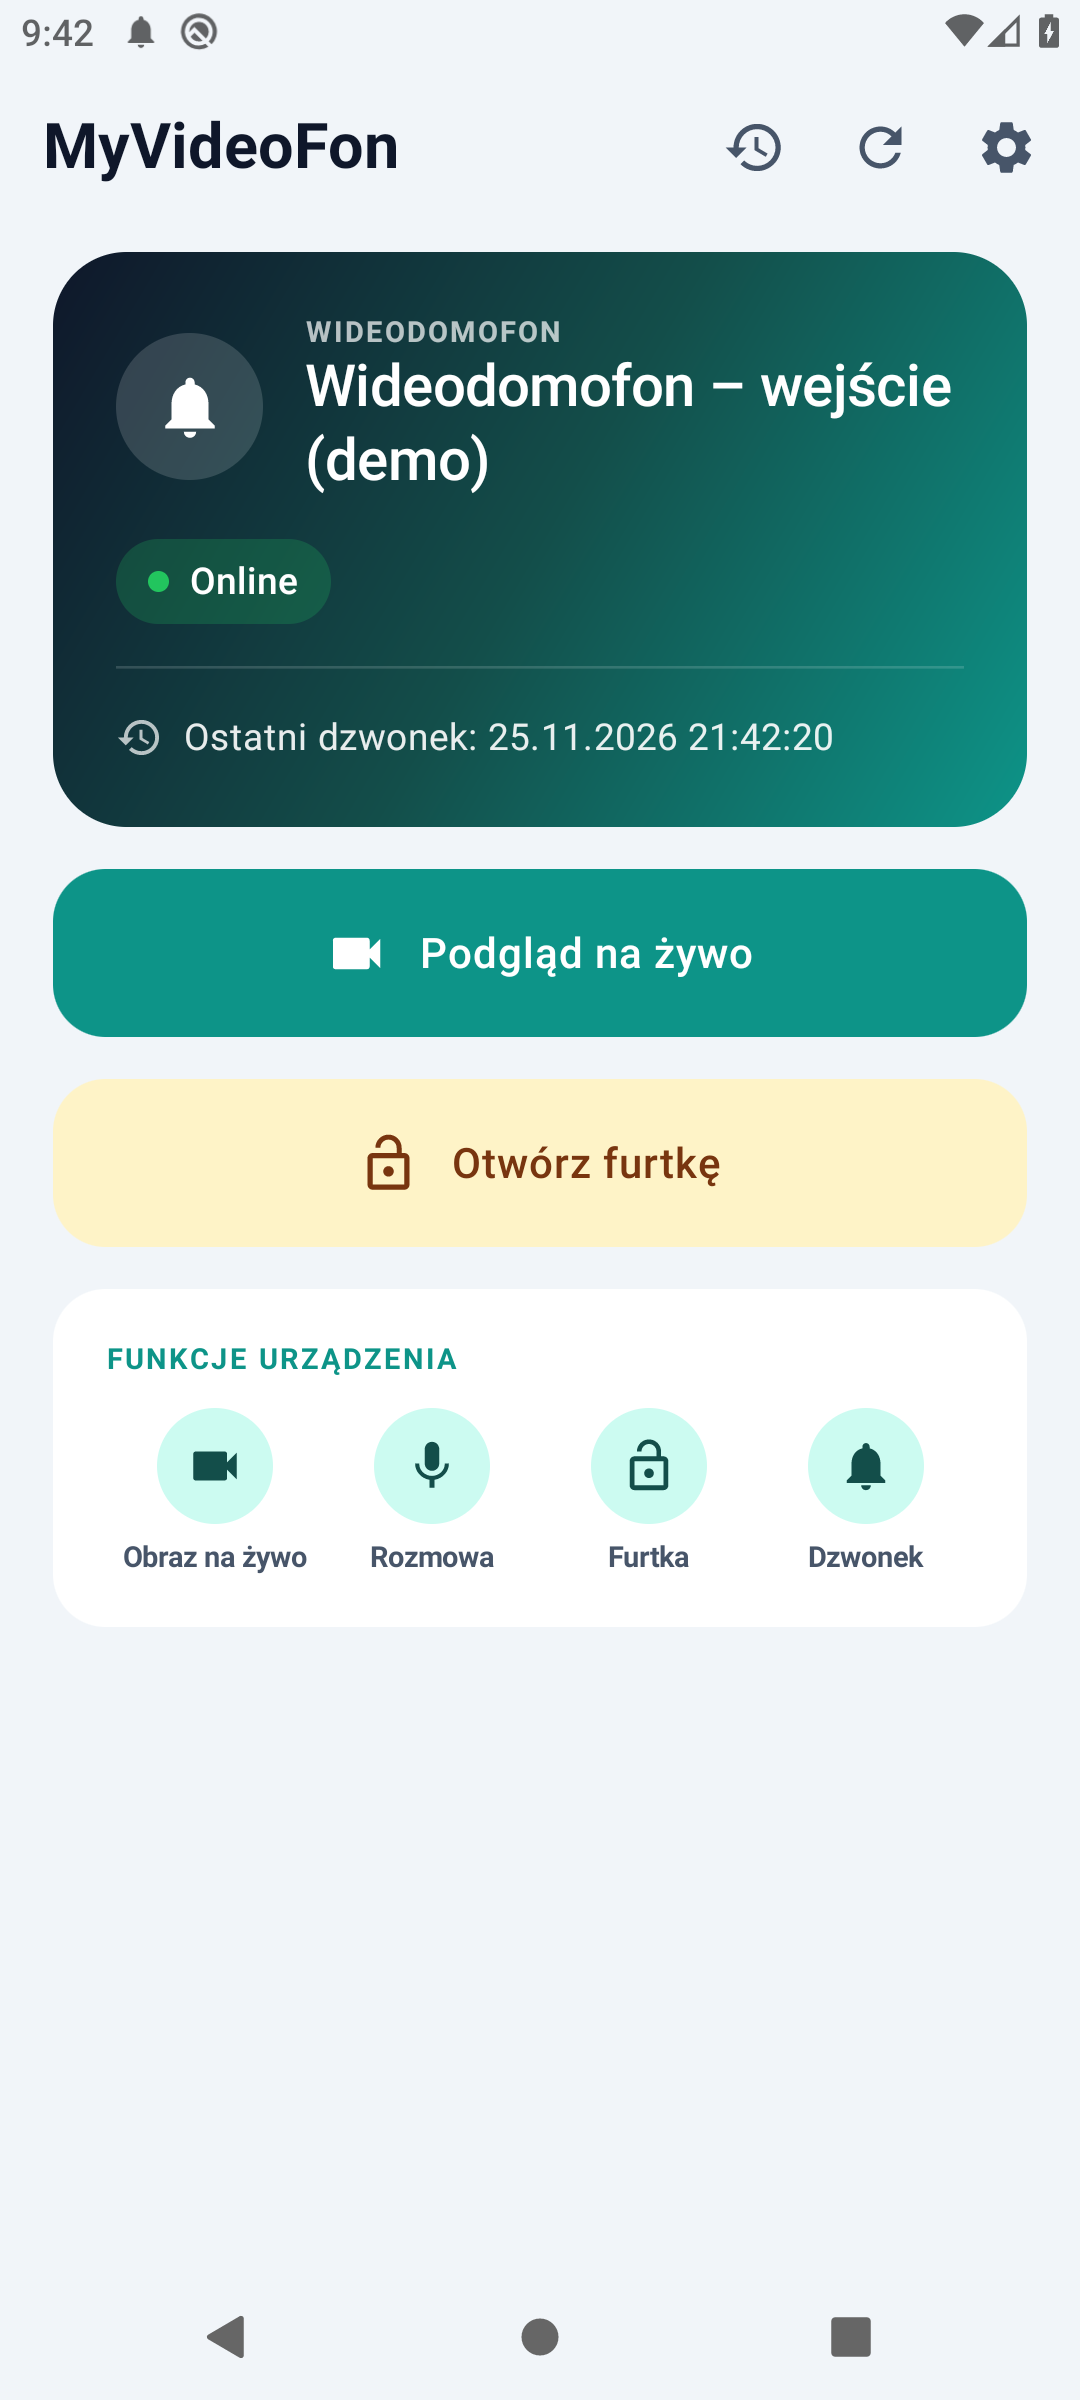 9:42
MyVideoFon
WIDEODOMOFON
Wideodomofon – wejście
(demo)
Online
Ostatni dzwonek: 25.11.2026 21:42:20
Podgląd na żywo
Otwórz furtkę
FUNKCJE URZĄDZENIA
Obraz na żywo
Rozmowa
Furtka
Dzwonek